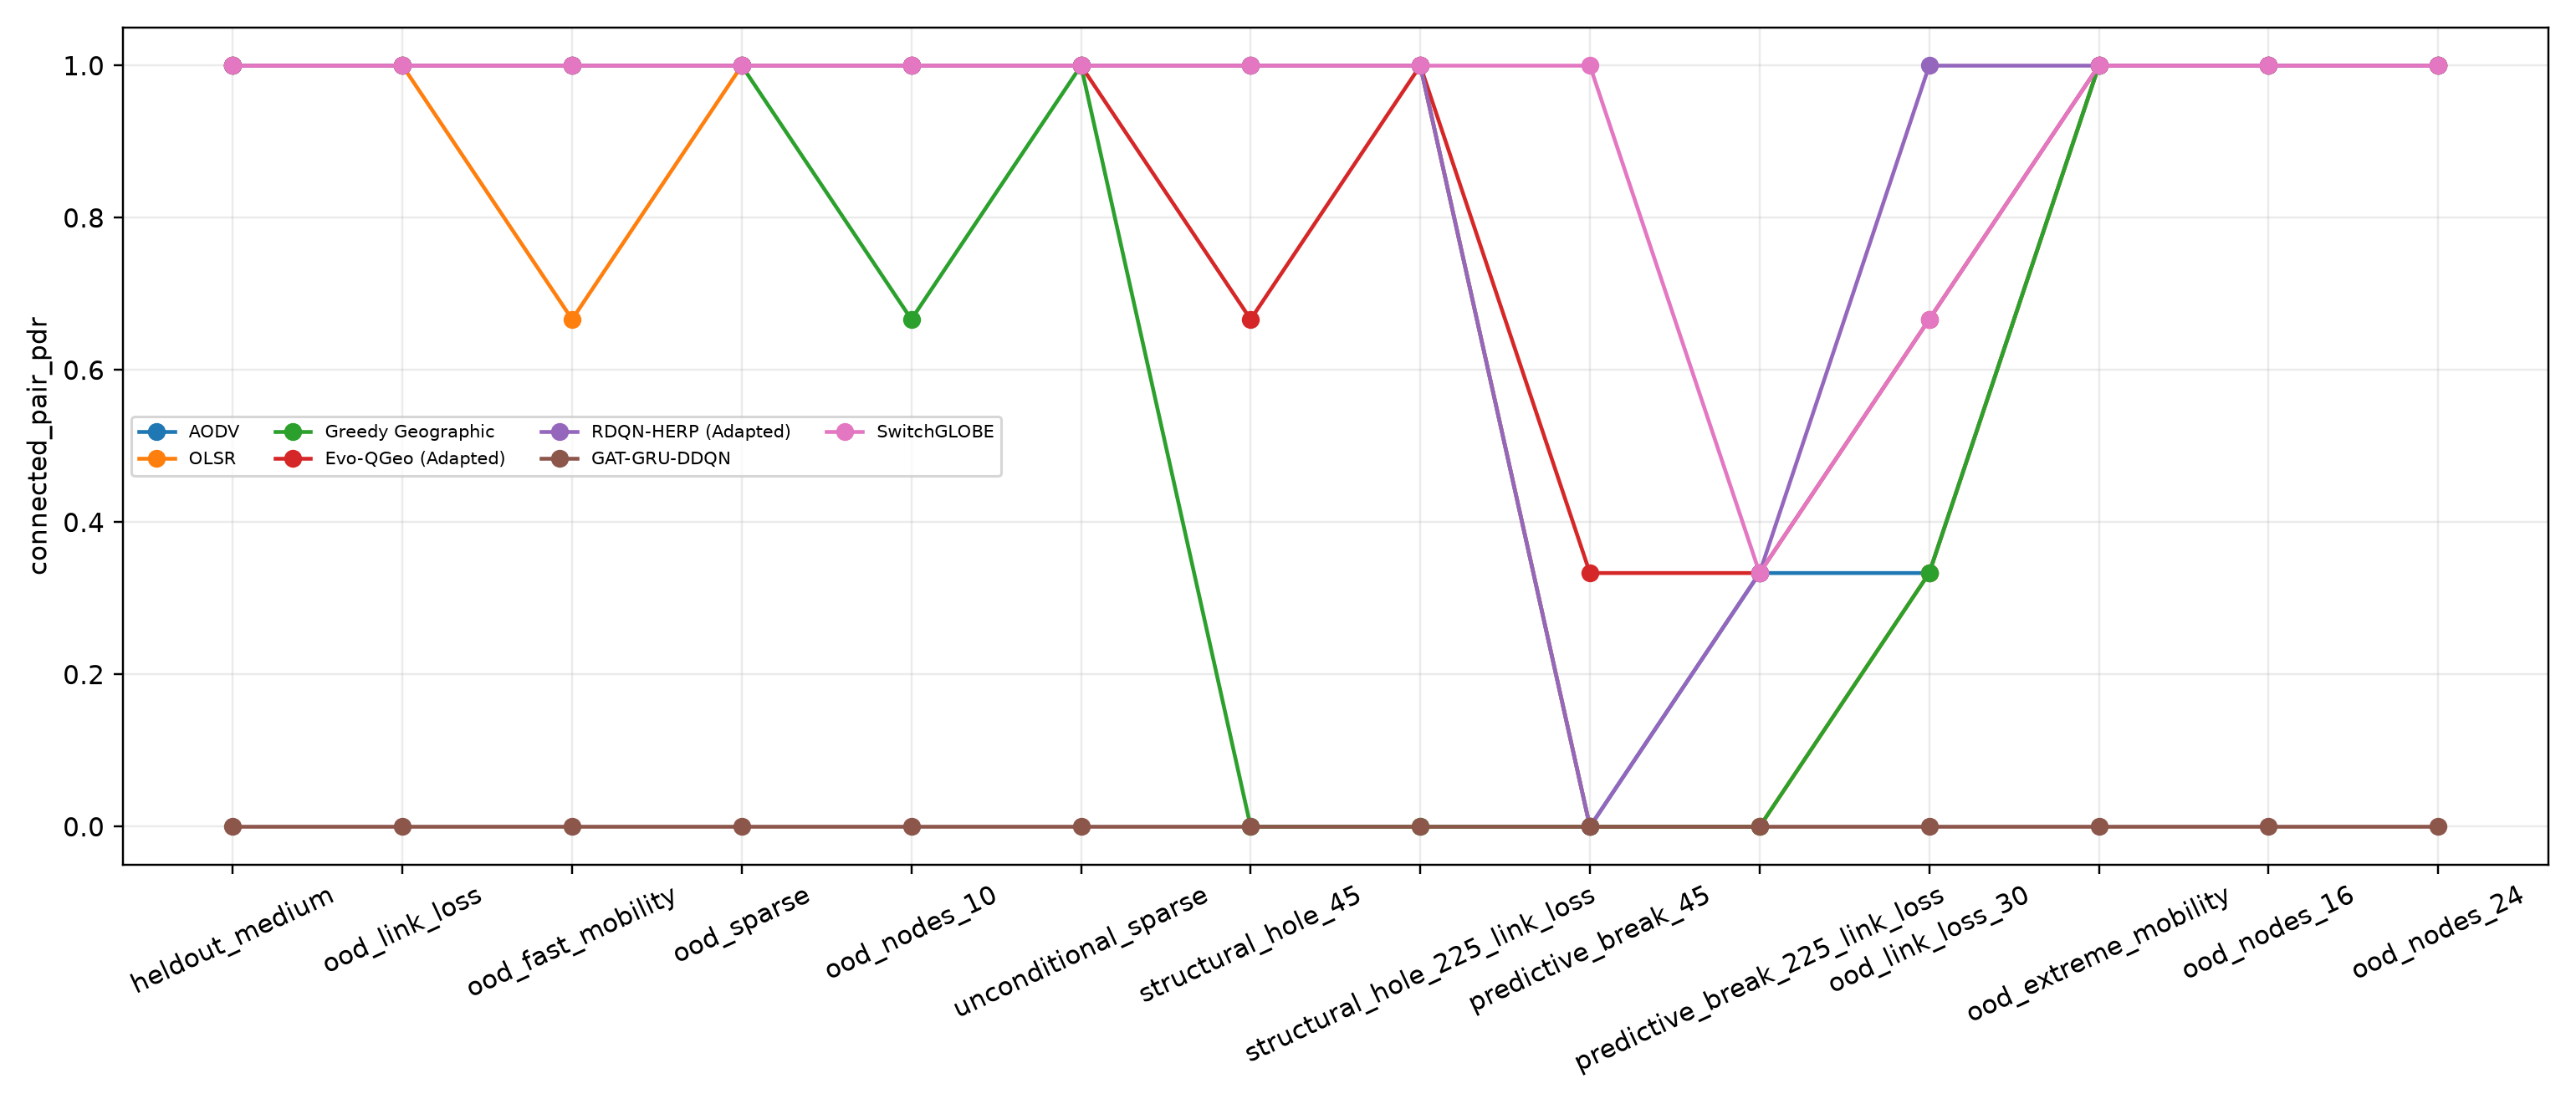 connected_pair_pdr
1.0
0.8
0.6
0.4
0.2
0.0
AODV
OLSR
Greedy Geographic
Evo-QGeo (Adapted)
RDQN-HERP (Adapted)
GAT-GRU-DDQN
SwitchGLOBE
heldout_medium
ood_link_loss
ood_fast_mobility
ood_sparse
ood_nodes_10
unconditional_sparse
structural_hole_45
structural_hole_225_link_loss
predictive_break_45
predictive_break_225_link_loss
ood_link_loss_30
ood_extreme_mobility
ood_nodes_16
ood_nodes_24